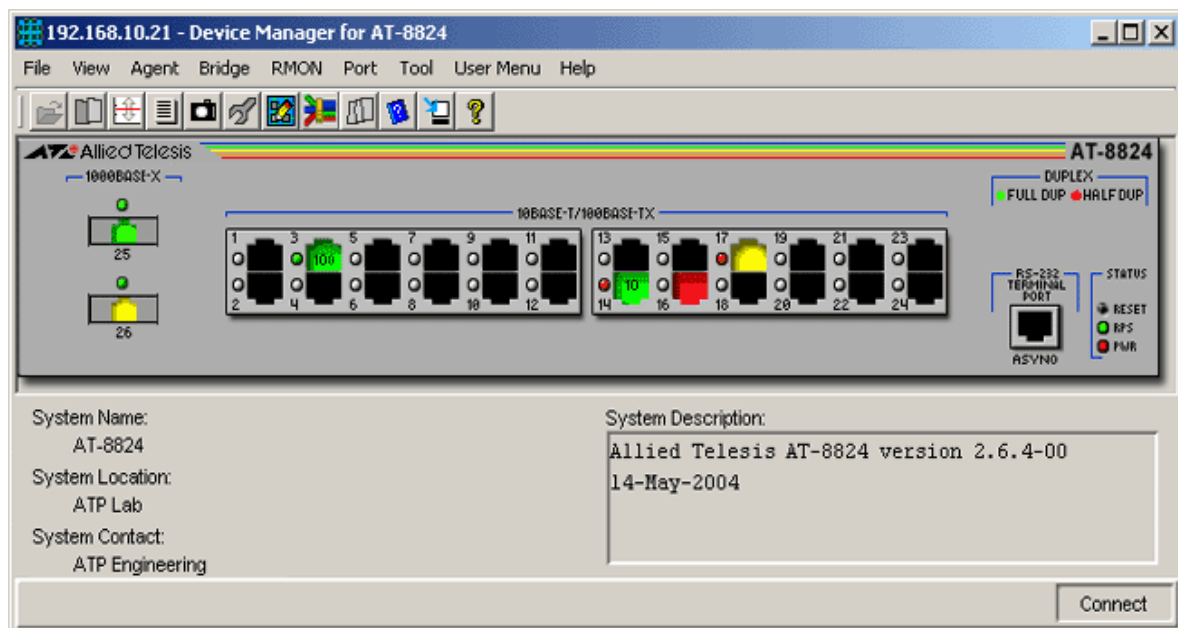 192.168.10.21 - Device Manager for AT-8824
File View Agent Bridge RMON Port Tool User Menu Help
Allied Telesis
AT-8824
1000BASE-X
DUPLEX
FULL DUP HALF DUP
10BASE-T/100BASE-TX
25
26
1 3 5 7 9 11 13 15 17 19 21 23
100
10
2 4 6 8 10 12 14 16 18 20 22 24
RS-232
TERMINAL
PORT
ASYN0
STATUS
RESET
RPS
PWR
System Name:
AT-8824
System Location:
ATP Lab
System Contact:
ATP Engineering
System Description:
Allied Telesis AT-8824 version 2.6.4-00
14-May-2004
Connect